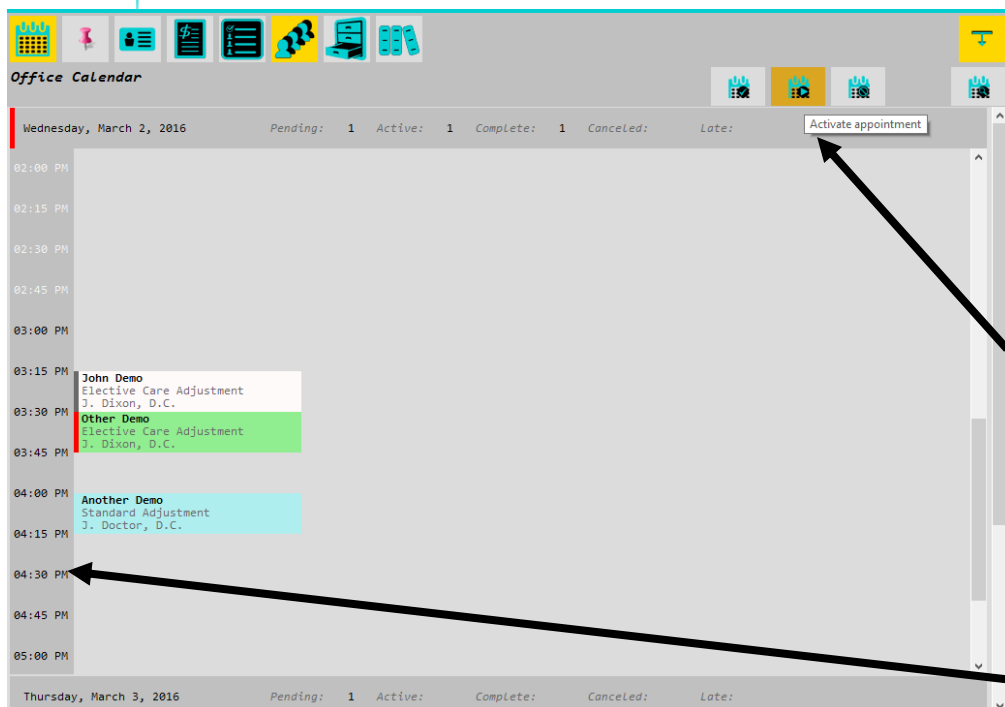 Office Calendar
Activate appointment
Wednesday, March 2, 2016 Pending: 1 Active: 1 Complete: 1 Canceled: Late:
02:00 PM
02:15 PM
02:30 PM
02:45 PM
03:00 PM
03:15 PM
John Demo
Elective Care Adjustment
J. Dixon, D.C.
03:30 PM
Other Demo
Elective Care Adjustment
J. Dixon, D.C.
03:45 PM
04:00 PM
Another Demo
Standard Adjustment
J. Doctor, D.C.
04:15 PM
04:30 PM
04:45 PM
05:00 PM
Thursday, March 3, 2016 Pending: 1 Active: Complete: Canceled: Late: